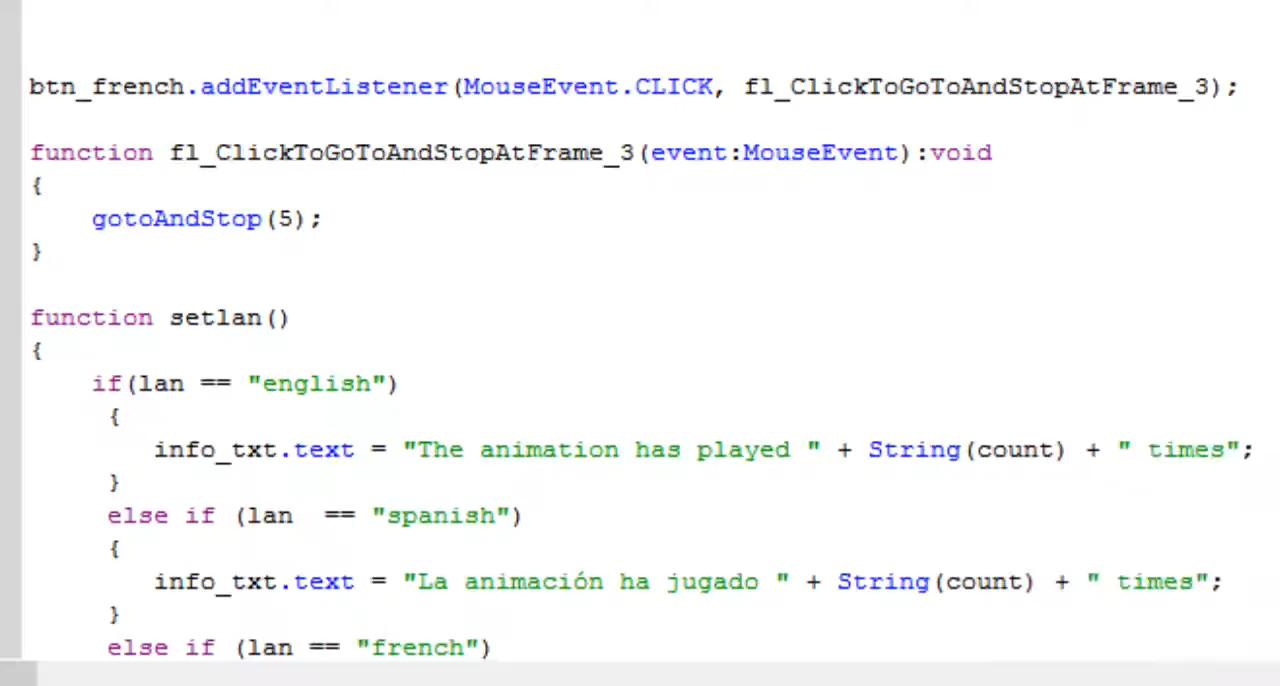 btn_french.addEventListener(MouseEvent.CLICK, fl_ClickToGoToAndStopAtFrame_3);
function fl_ClickToGoToAndStopAtFrame_3(event:MouseEvent):void
{
gotoAndStop(5);
}
function setlan()
{
if(lan == "english")
{
info_txt.text = "The animation has played " + String(count) + " times";
}
else if (lan  == "spanish")
{
info_txt.text = "La animación ha jugado " + String(count) + " times";
}
else if (lan == "french")